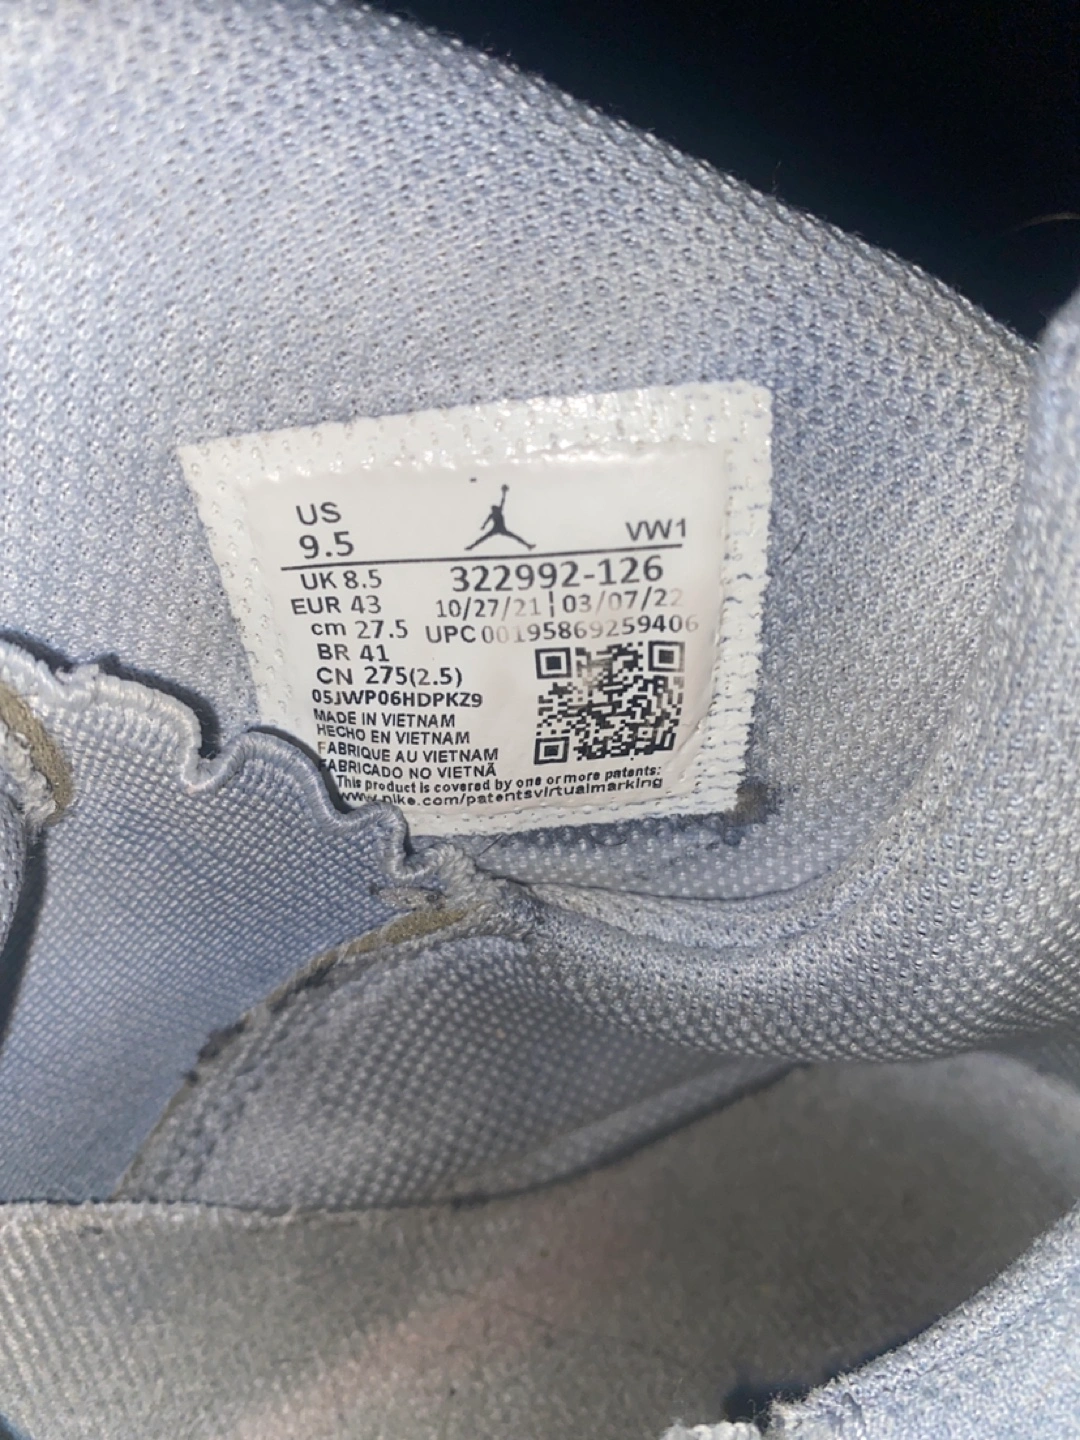 US
9.5
VW1
UK 8.5
322992-126
EUR 43
10/27/21 | 03/07/22
cm 27.5
UPC 00195869259406
BR 41
CN 275(2.5)
05JWP06HDPKZ9
MADE IN VIETNAM
HECHO EN VIETNAM
FABRIQUE AU VIETNAM
FABRICADO NO VIETNÃ
This product is covered by one or more patents:
www.nike.com/patentsvirtualmarking